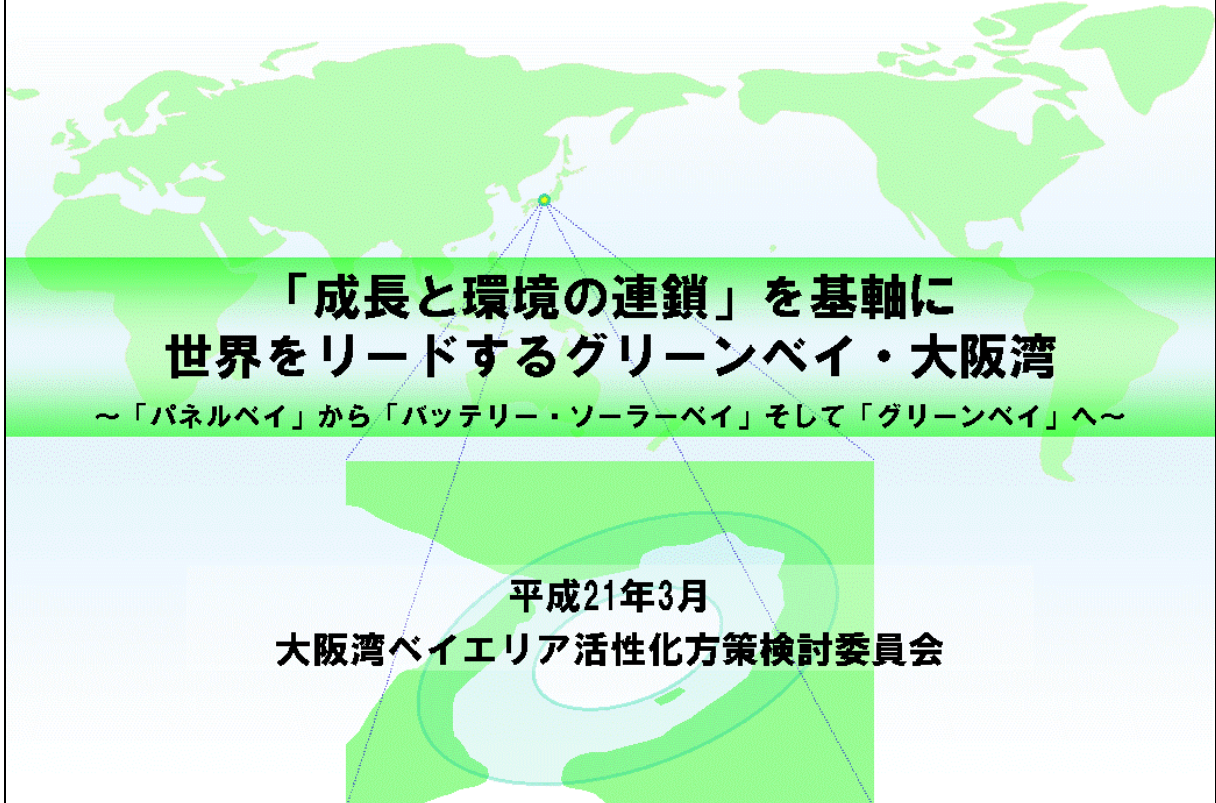 「成長と環境の連鎖」を基軸に
世界をリードするグリーンベイ・大阪湾
～「パネルベイ」から「バッテリー・ソーラーベイ」そして「グリーンベイ」へ～
平成21年3月
大阪湾ベイエリア活性化方策検討委員会